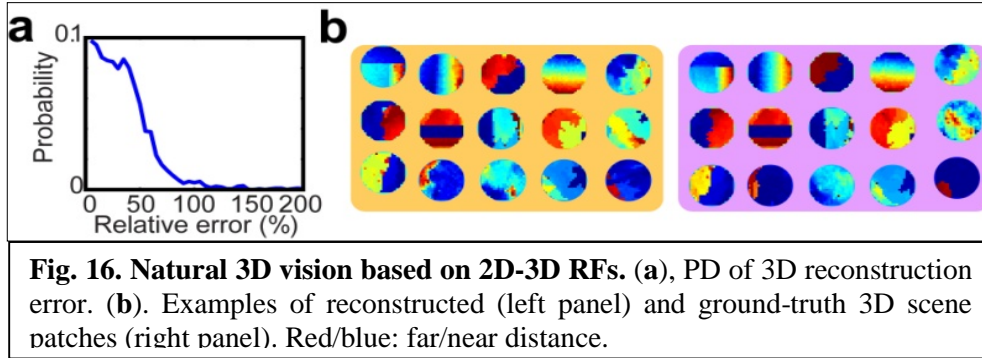 a
b
0.1
Probability
0
0 50 100 150 200
Relative error (%)
Fig. 16. Natural 3D vision based on 2D-3D RFs. (a), PD of 3D reconstruction
error. (b). Examples of reconstructed (left panel) and ground-truth 3D scene
patches (right panel). Red/blue: far/near distance.